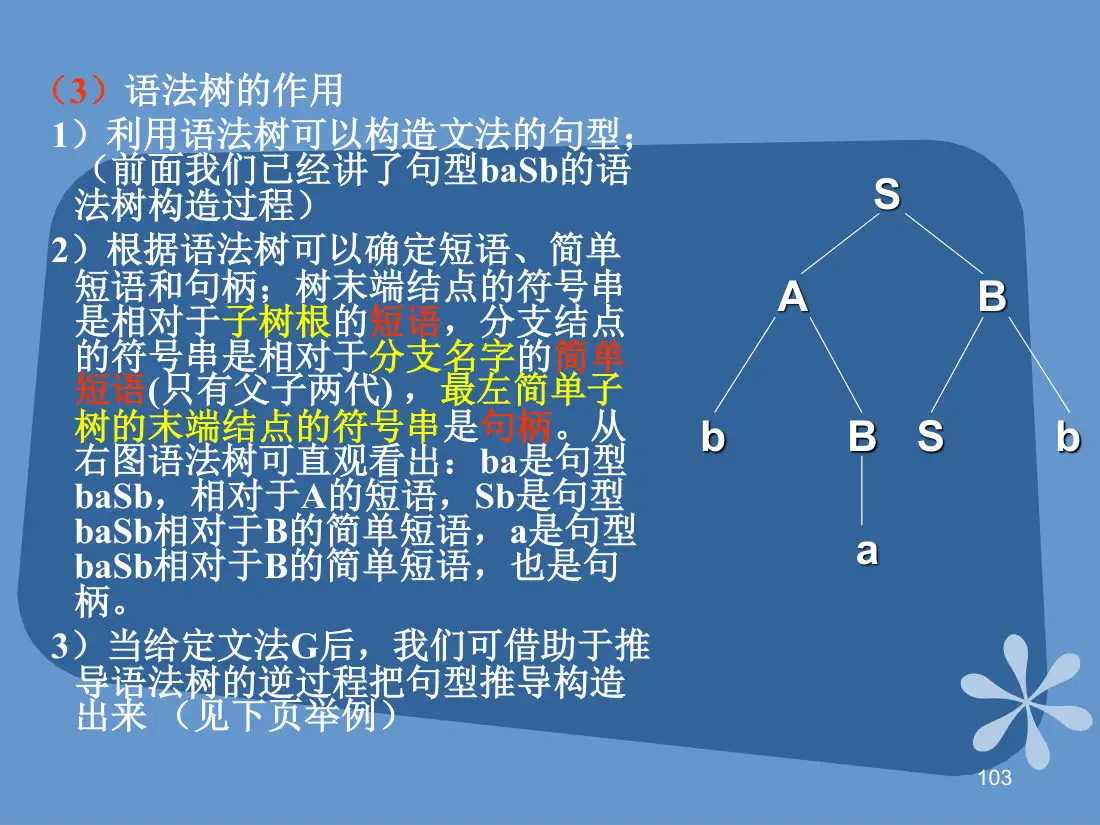 （3）语法树的作用
1）利用语法树可以构造文法的句型；
（前面我们已经讲了句型baSb的语
法树构造过程）
2）根据语法树可以确定短语、简单
短语和句柄；树末端结点的符号串
是相对于子树根的短语，分支结点
的符号串是相对于分支名字的简单
短语(只有父子两代) ，最左简单子
树的末端结点的符号串是句柄。从
右图语法树可直观看出：ba是句型
baSb，相对于A的短语，Sb是句型
baSb相对于B的简单短语，a是句型
baSb相对于B的简单短语，也是句
柄。
3）当给定文法G后，我们可借助于推
导语法树的逆过程把句型推导构造
出来 （见下页举例）
S
A B
b B S b
a
103